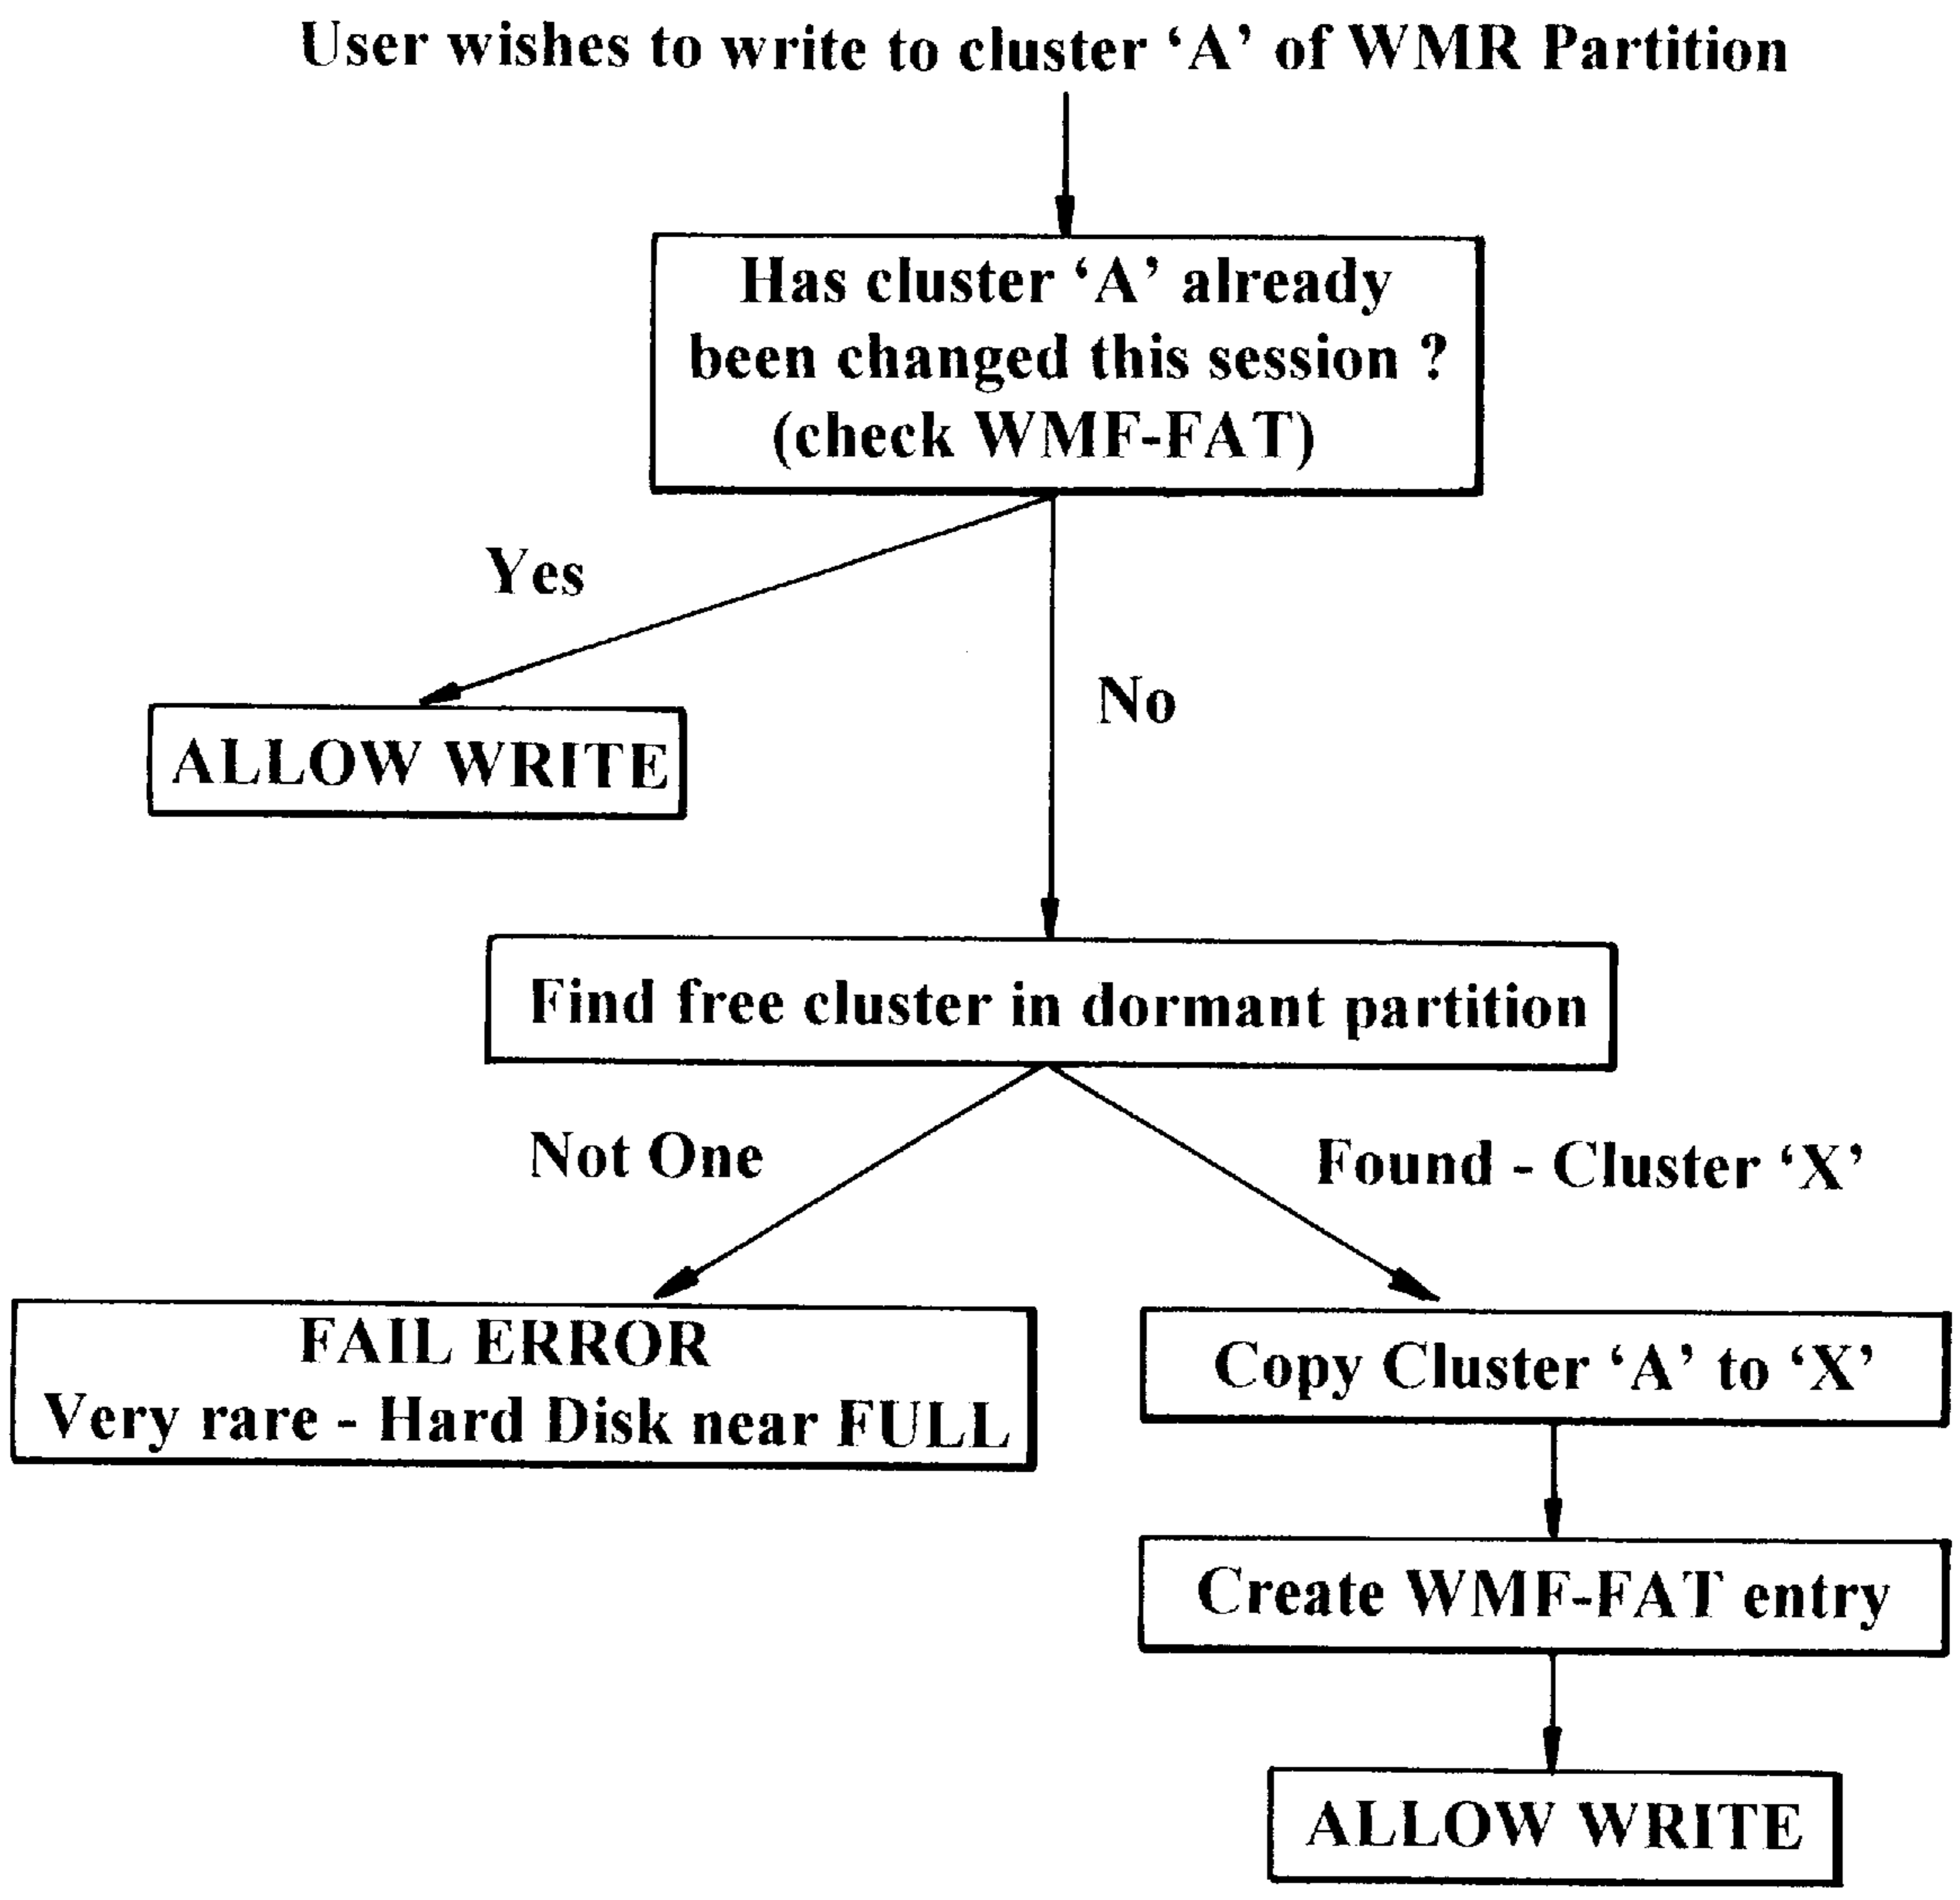 User wishes to write to cluster ‘A’ of WMR Partition
Has cluster ‘A’ already
been changed this session ?
(check WMF-FAT)
Yes
No
ALLOW WRITE
Find free cluster in dormant partition
Not One
Found - Cluster ‘X’
FAIL ERROR
Very rare - Hard Disk near FULL
Copy Cluster ‘A’ to ‘X’
Create WMF-FAT entry
ALLOW WRITE